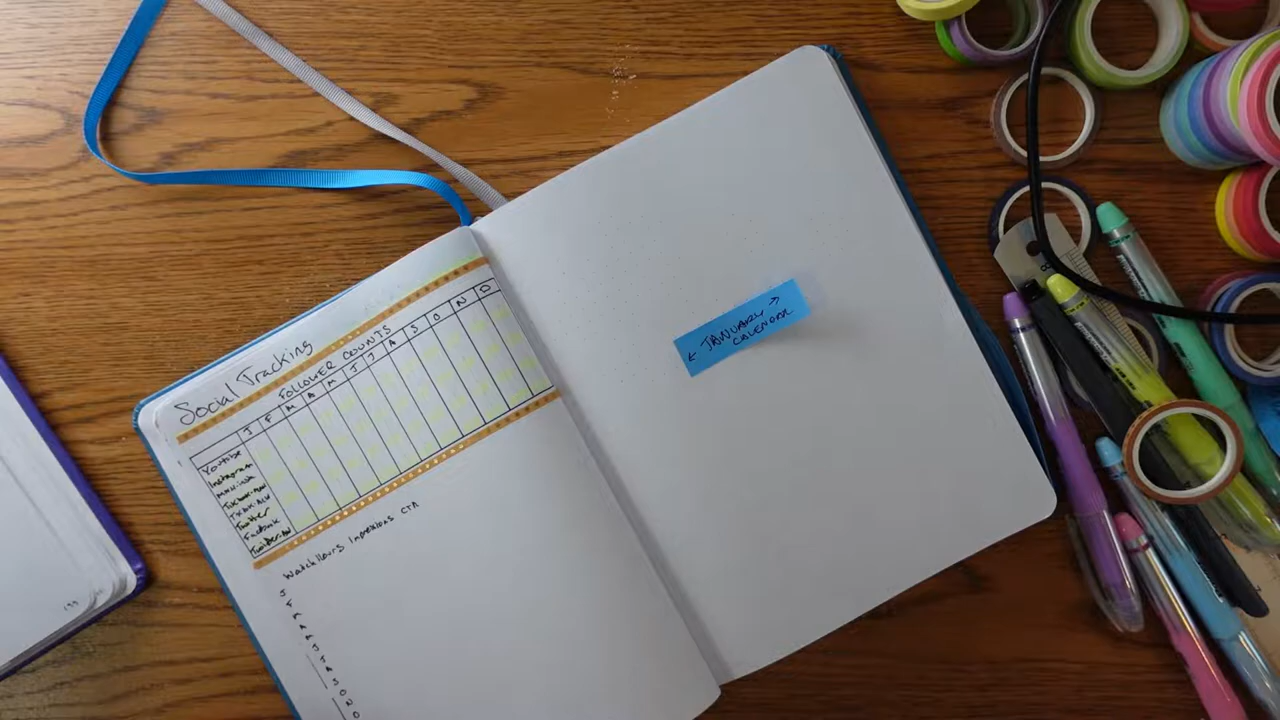 Social Tracking
FOLLOWER COUNTS
J F M A M J J A S O N D
Youtube
Instagram
Twitter
Facebook
Watch Hours Impressions CTR
J
F
M
A
M
J
J
A
S
O
N
D
← JANUARY →
CALENDAR